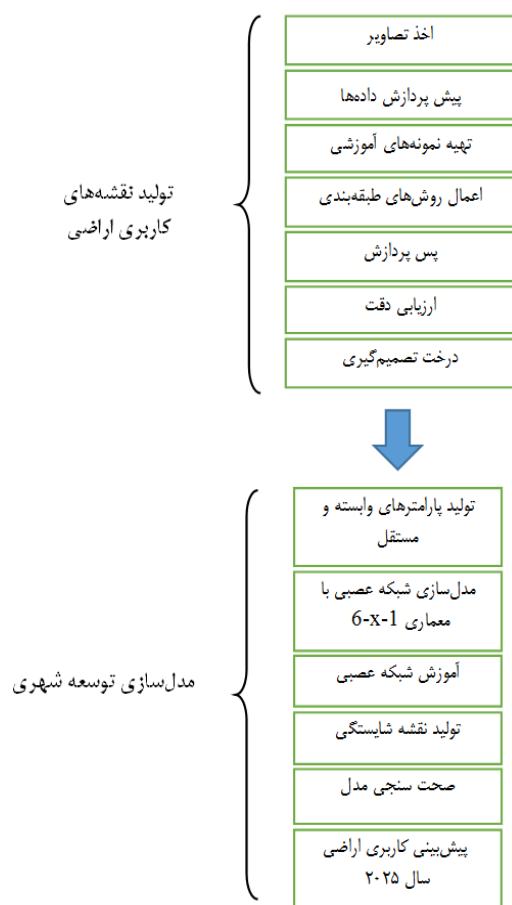 اخذ تصاویر
پیش پردازش داده‌ها
تهیه نمونه‌های آموزشی
اعمال روش‌های طبقه‌بندی
پس پردازش
ارزیابی دقت
درخت تصمیم‌گیری
تولید نقشه‌های
کاربری اراضی
تولید پارامترهای وابسته و
مستقل
مدل‌سازی شبکه عصبی با
معماری 6-x-1
آموزش شبکه عصبی
تولید نقشه شایستگی
صحت سنجی مدل
پیش‌بینی کاربری اراضی
سال ۲۰۲۵
مدل‌سازی توسعه شهری